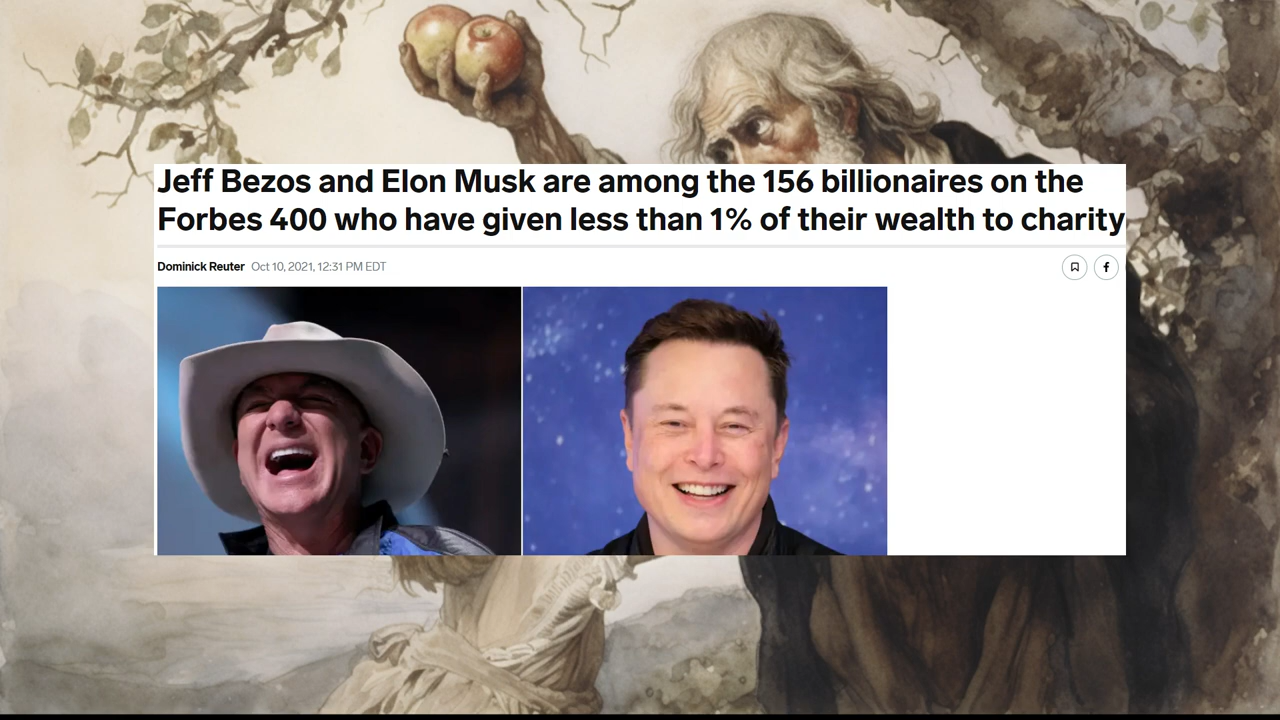 Jeff Bezos and Elon Musk are among the 156 billionaires on the
Forbes 400 who have given less than 1% of their wealth to charity
Dominick Reuter Oct 10, 2021, 12:31 PM EDT